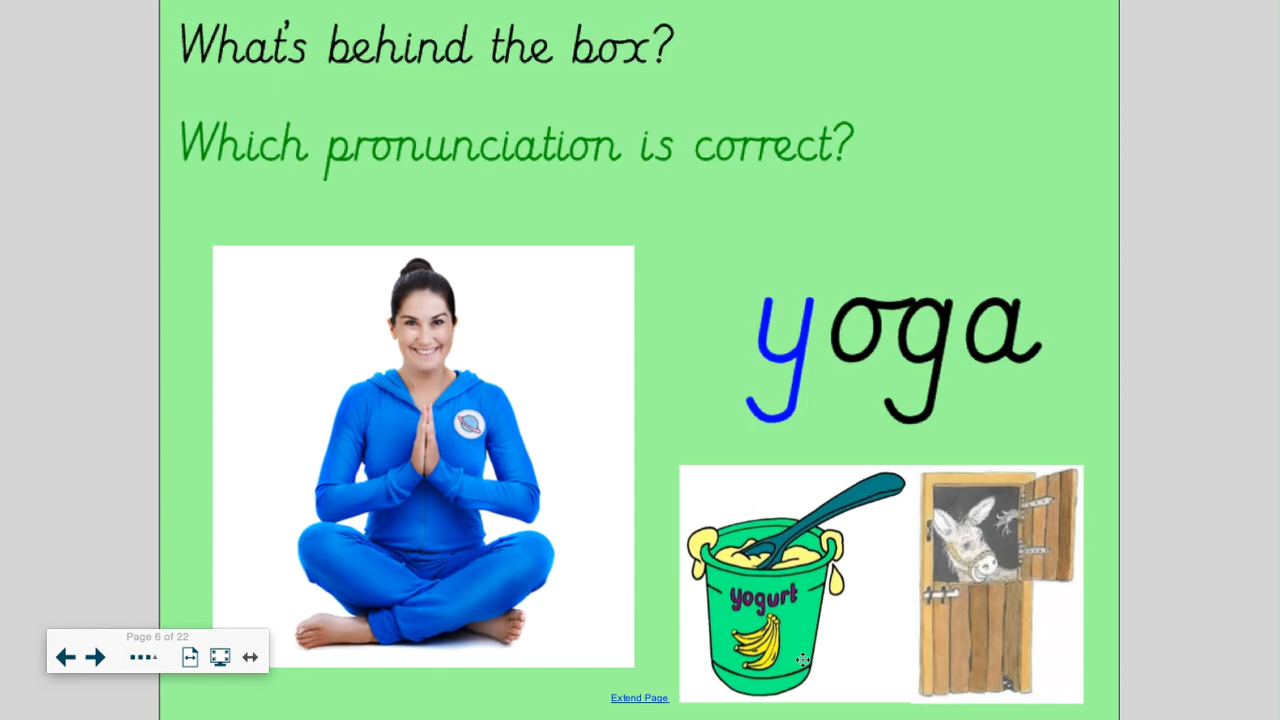 What's behind the box?
Which pronunciation is correct?
yoga
yogurt
Page 6 of 22
Extend Page